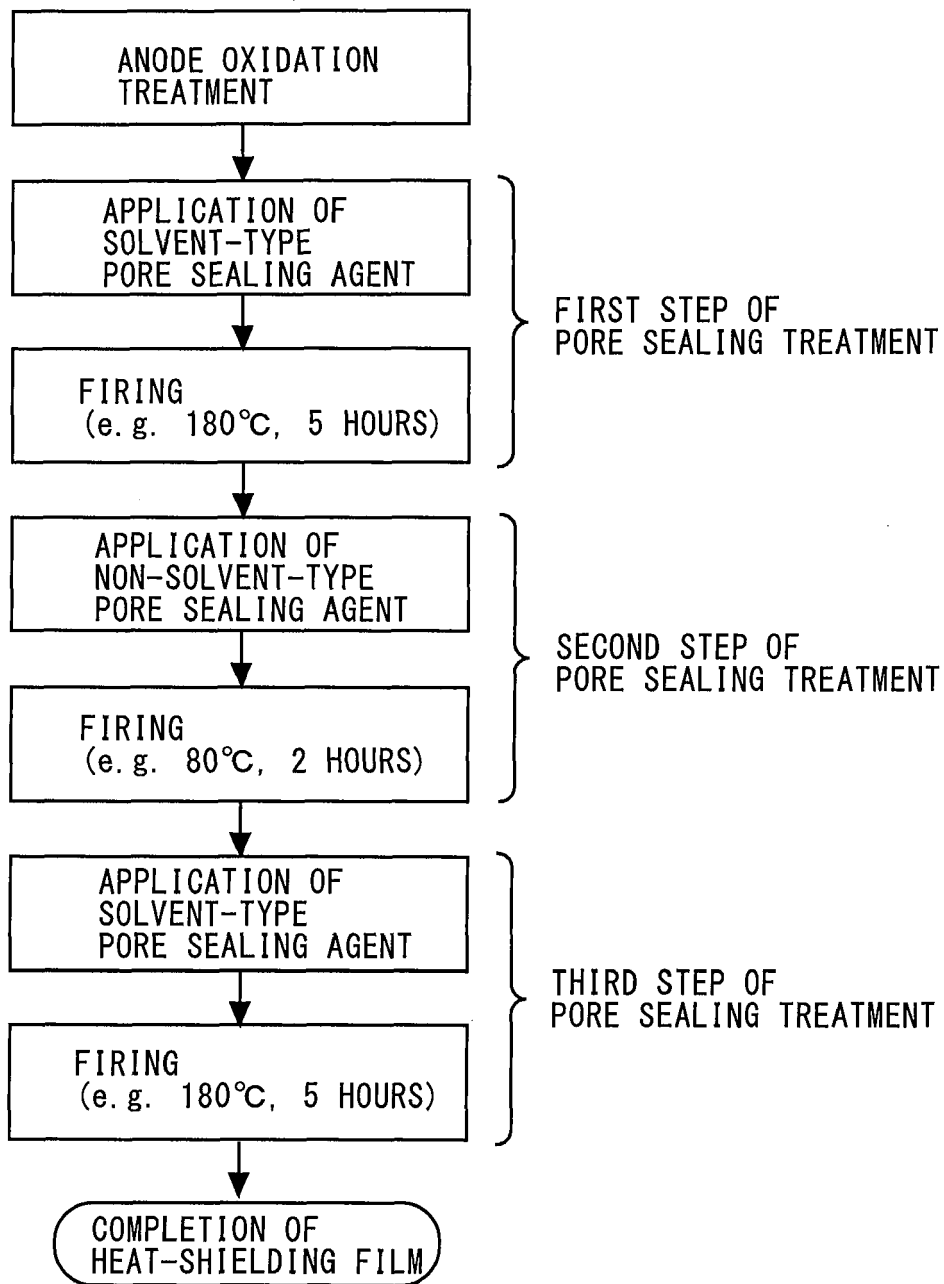 ANODE OXIDATION
TREATMENT
APPLICATION OF
SOLVENT-TYPE
PORE SEALING AGENT
FIRING
(e.g. 180℃, 5 HOURS)
FIRST STEP OF
PORE SEALING TREATMENT
APPLICATION OF
NON-SOLVENT-TYPE
PORE SEALING AGENT
FIRING
(e.g. 80℃, 2 HOURS)
SECOND STEP OF
PORE SEALING TREATMENT
APPLICATION OF
SOLVENT-TYPE
PORE SEALING AGENT
FIRING
(e.g. 180℃, 5 HOURS)
THIRD STEP OF
PORE SEALING TREATMENT
COMPLETION OF
HEAT-SHIELDING FILM